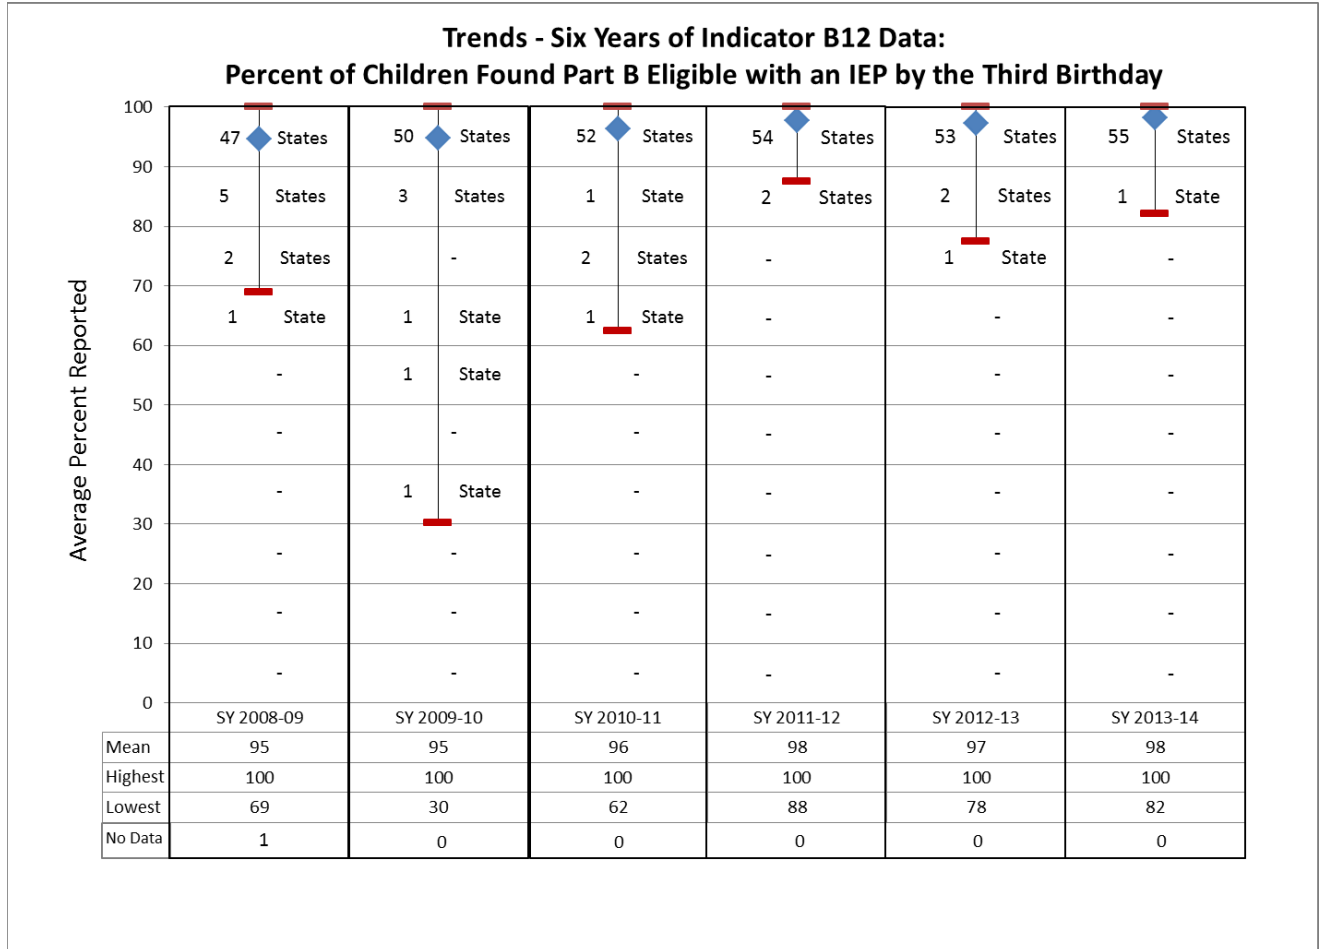 Trends - Six Years of Indicator B12 Data:
Percent of Children Found Part B Eligible with an IEP by the Third Birthday
Average Percent Reported
100
47 States 50 States 52 States 54 States 53 States 55 States
90
5 States 3 States 1 State 2 States 2 States 1 State
80
2 States - 2 States - 1 State -
70
1 State 1 State 1 State - - -
60
- 1 State - - - -
50
- - - - - -
40
- 1 State - - - -
30
- - - - - -
20
- - - - - -
10
- - - - - -
0
SY 2008-09 SY 2009-10 SY 2010-11 SY 2011-12 SY 2012-13 SY 2013-14
Mean 95 95 96 98 97 98
Highest 100 100 100 100 100 100
Lowest 69 30 62 88 78 82
No Data 1 0 0 0 0 0